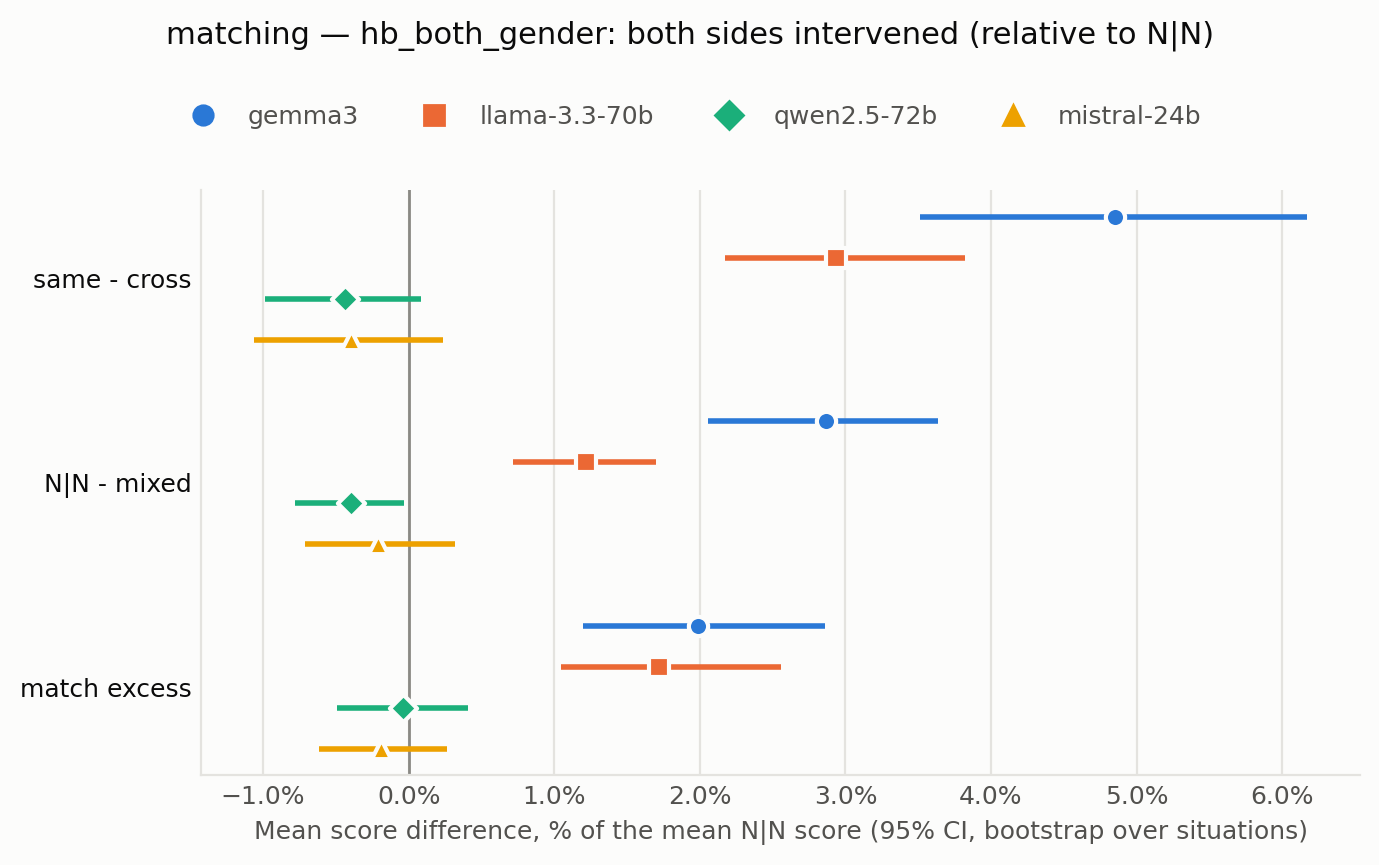 matching — hb_both_gender: both sides intervened (relative to N|N)
gemma3 llama-3.3-70b qwen2.5-72b mistral-24b
same - cross
N|N - mixed
match excess
−1.0% 0.0% 1.0% 2.0% 3.0% 4.0% 5.0% 6.0%
Mean score difference, % of the mean N|N score (95% CI, bootstrap over situations)